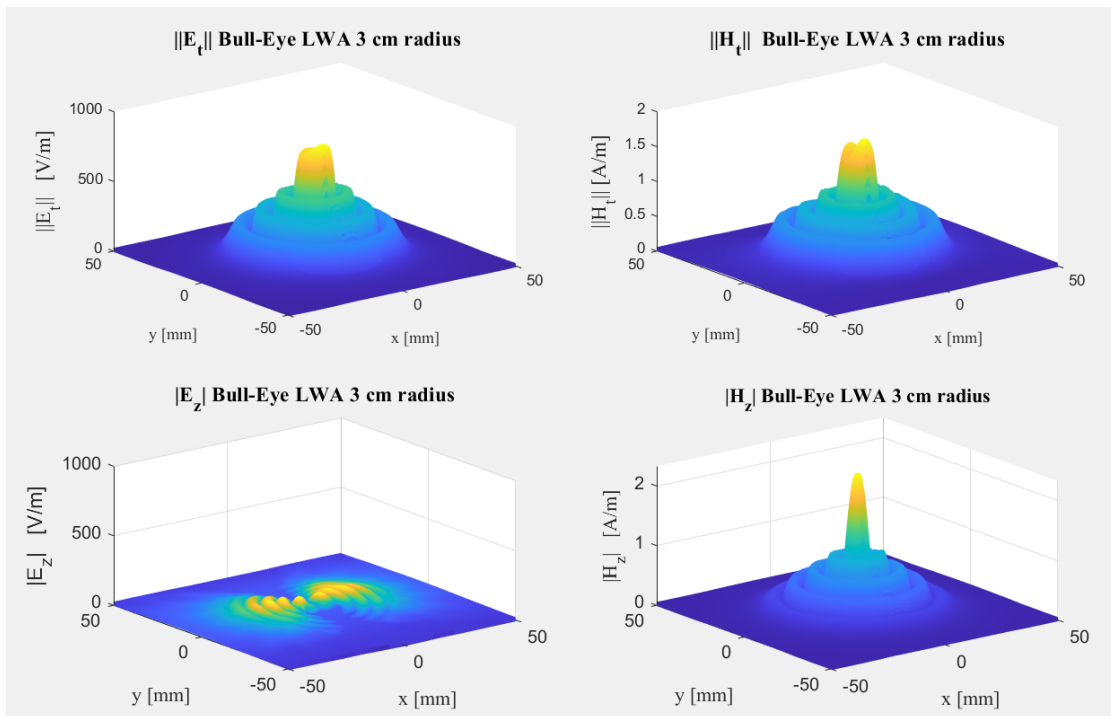 ||E_t|| Bull-Eye LWA 3 cm radius
||E_t|| [V/m]
1000
500
0
50
0
-50
y [mm]
-50
0
50
x [mm]
||H_t|| Bull-Eye LWA 3 cm radius
||H_t|| [A/m]
2
1.5
1
0.5
0
50
0
-50
y [mm]
-50
0
50
x [mm]
|E_z| Bull-Eye LWA 3 cm radius
|E_z| [V/m]
1000
500
0
50
0
-50
y [mm]
-50
0
50
x [mm]
|H_z| Bull-Eye LWA 3 cm radius
|H_z| [A/m]
2
1
0
50
0
-50
y [mm]
-50
0
50
x [mm]